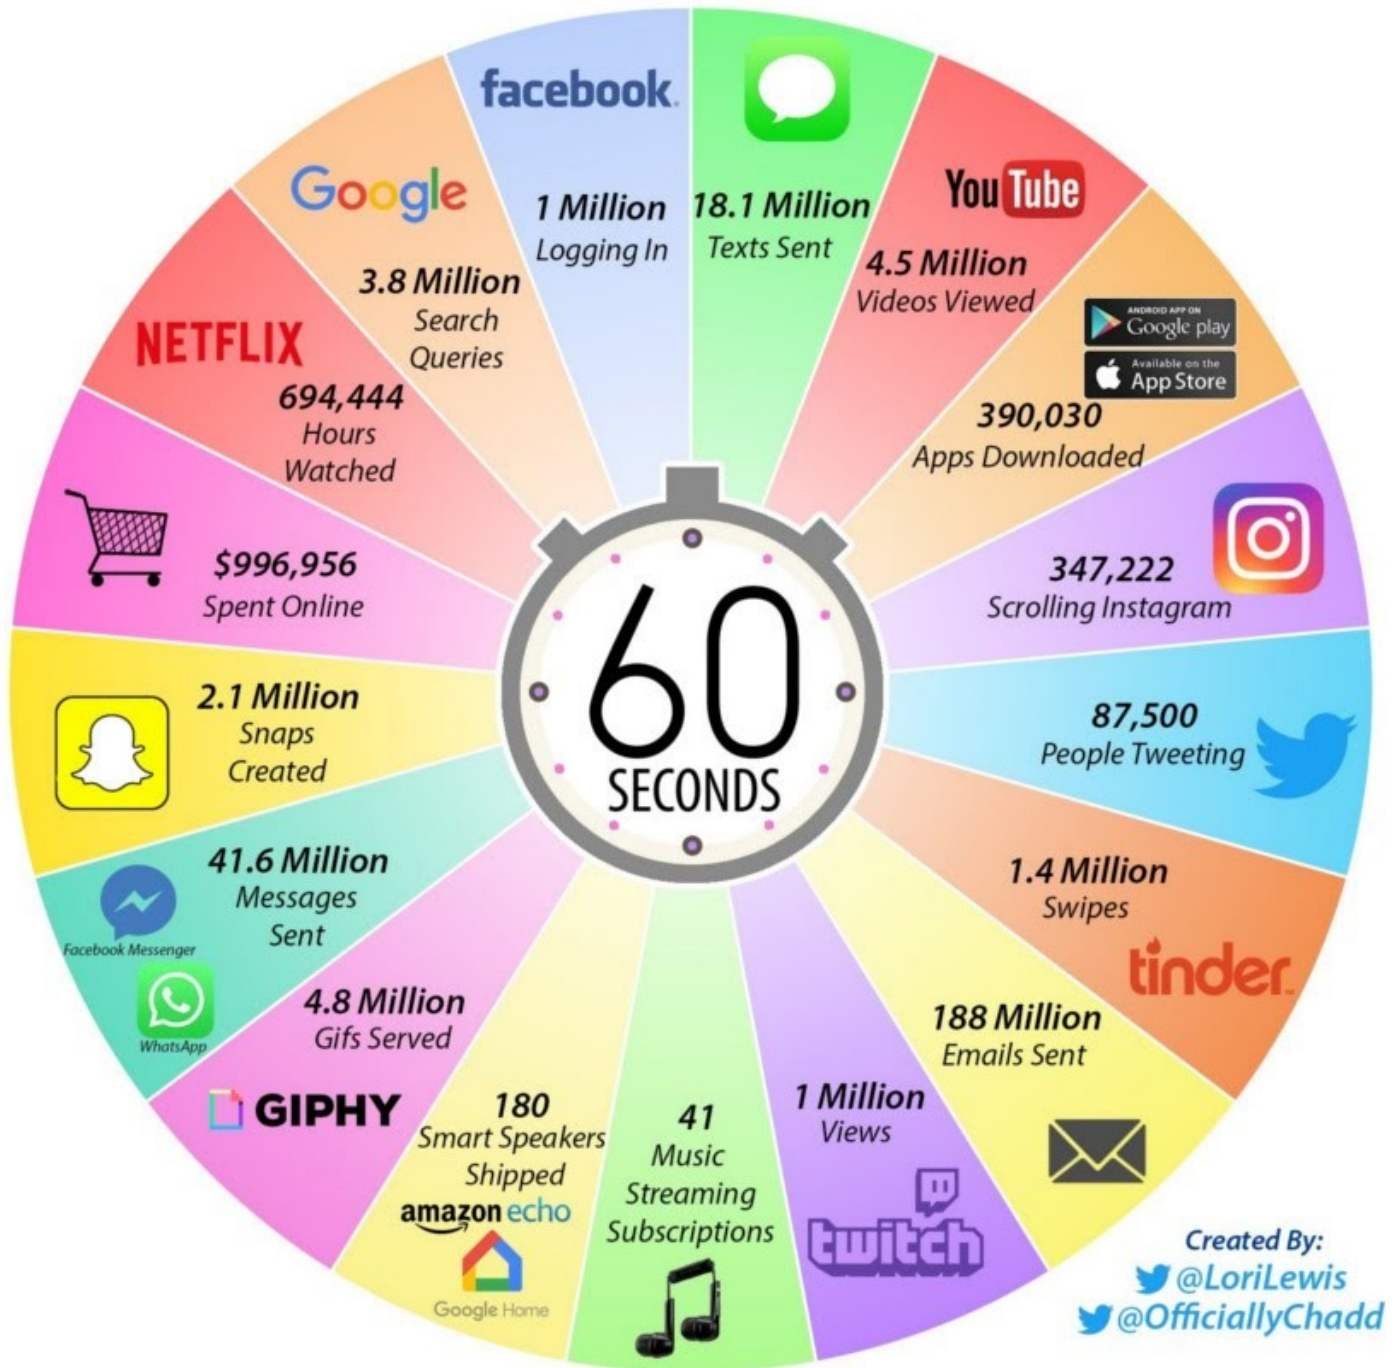 facebook
1 Million
Logging In
18.1 Million
Texts Sent
YouTube
4.5 Million
Videos Viewed
ANDROID APP ON
Google play
Available on the
App Store
390,030
Apps Downloaded
347,222
Scrolling Instagram
87,500
People Tweeting
1.4 Million
Swipes
tinder
188 Million
Emails Sent
1 Million
Views
twitch
41
Music
Streaming
Subscriptions
180
Smart Speakers
Shipped
amazon echo
Google Home
4.8 Million
Gifs Served
GIPHY
41.6 Million
Messages
Sent
Facebook Messenger
WhatsApp
2.1 Million
Snaps
Created
$996,956
Spent Online
NETFLIX
694,444
Hours
Watched
Google
3.8 Million
Search
Queries
60
SECONDS
Created By:
@LoriLewis
@OfficiallyChadd